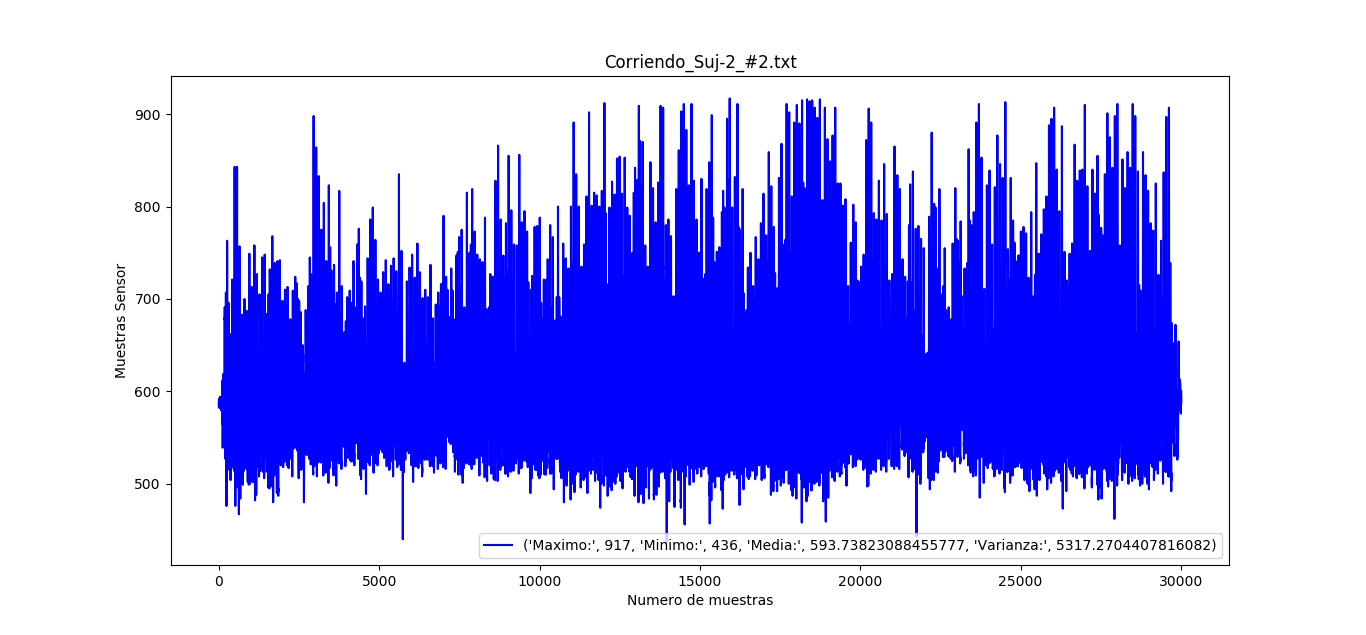 Corriendo_Suj-2_#2.txt
900
800
700
600
500
Muestras Sensor
('Maximo:', 917, 'Minimo:', 436, 'Media:', 593.73823088455777, 'Varianza:', 5317.2704407816082)
0 5000 10000 15000 20000 25000 30000
Numero de muestras